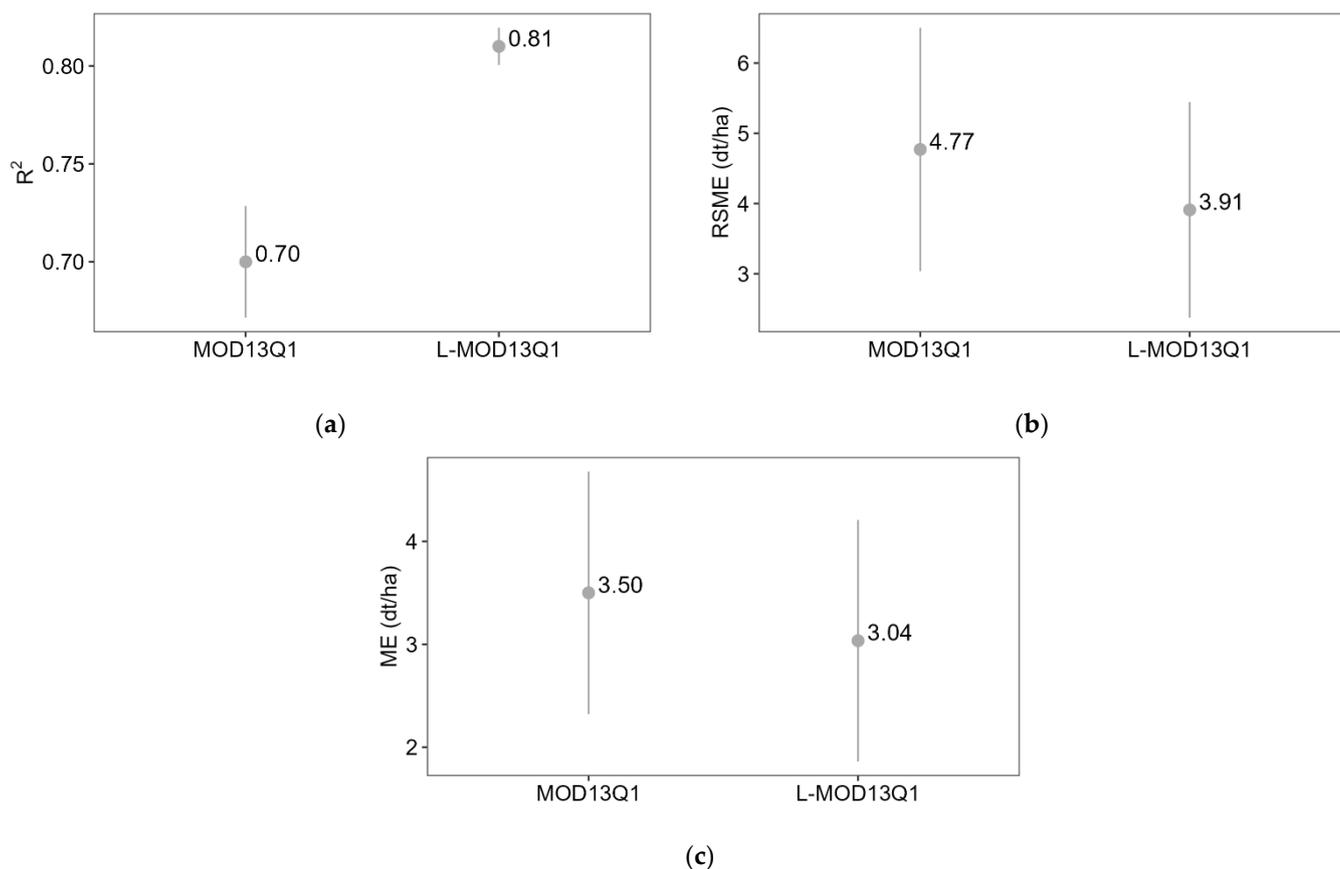 0.80
0.75
0.70
R²
0.81
0.70
MOD13Q1 L-MOD13Q1
(a)
6
5
4
3
RSME (dt/ha)
4.77
3.91
MOD13Q1 L-MOD13Q1
(b)
4
3
2
ME (dt/ha)
3.50
3.04
MOD13Q1 L-MOD13Q1
(c)